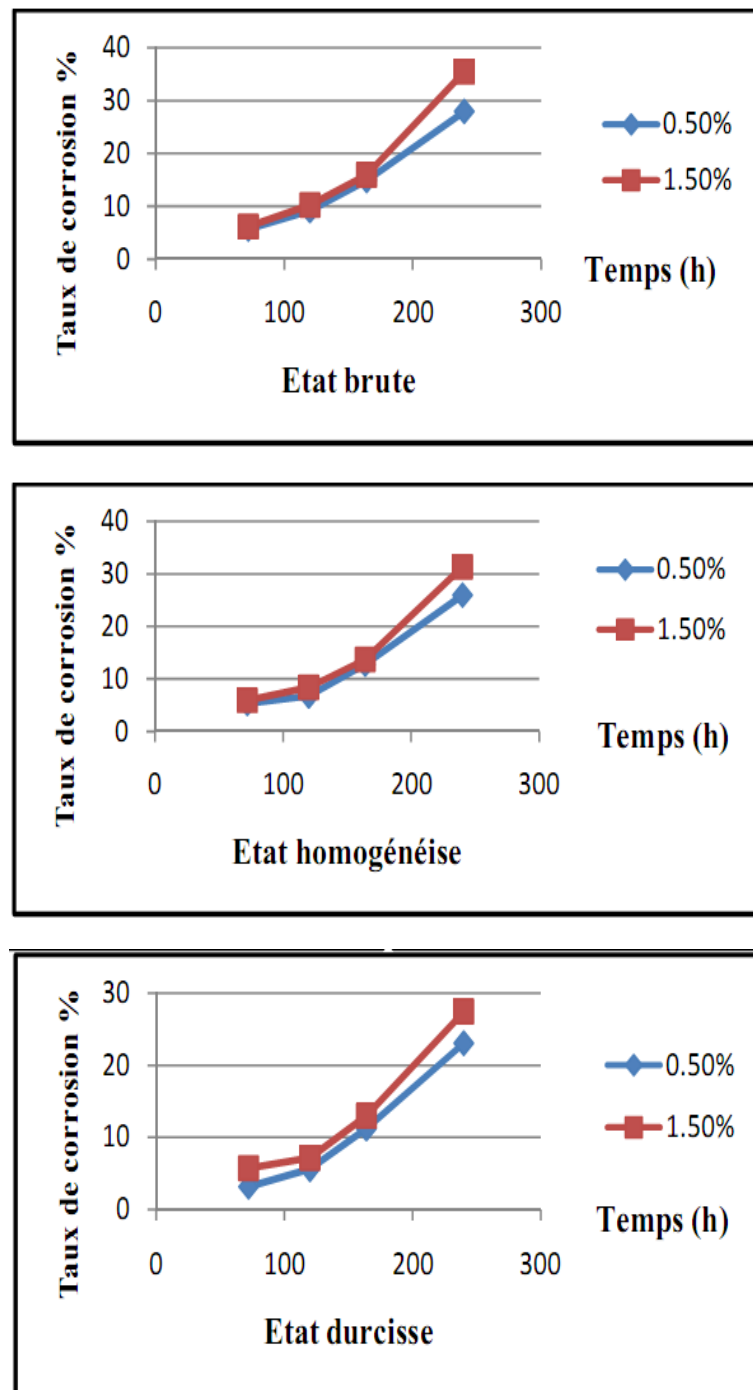 Taux de corrosion %
40
30
20
10
0
0 100 200 300
0.50%
1.50%
Temps (h)
Etat brute
Taux de corrosion %
40
30
20
10
0
0 100 200 300
0.50%
1.50%
Temps (h)
Etat homogénéise
Taux de corrosion %
30
20
10
0
0 100 200 300
0.50%
1.50%
Temps (h)
Etat durcisse